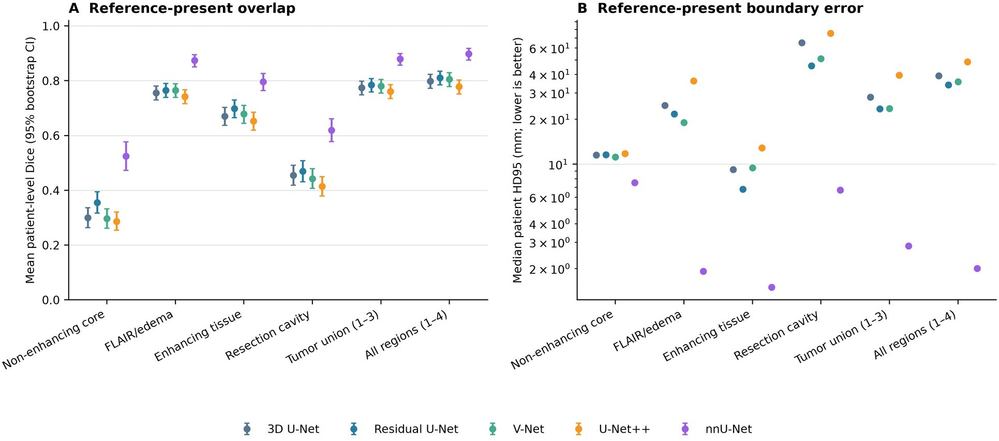 A Reference-present overlap
Mean patient-level Dice (95% bootstrap CI)
1.0
0.8
0.6
0.4
0.2
0.0
Non-enhancing core
FLAIR/edema
Enhancing tissue
Resection cavity
Tumor union (1–3)
All regions (1–4)
B Reference-present boundary error
Median patient HD95 (mm; lower is better)
6 × 10¹
4 × 10¹
3 × 10¹
2 × 10¹
10¹
6 × 10⁰
4 × 10⁰
3 × 10⁰
2 × 10⁰
Non-enhancing core
FLAIR/edema
Enhancing tissue
Resection cavity
Tumor union (1–3)
All regions (1–4)
3D U-Net Residual U-Net V-Net U-Net++ nnU-Net